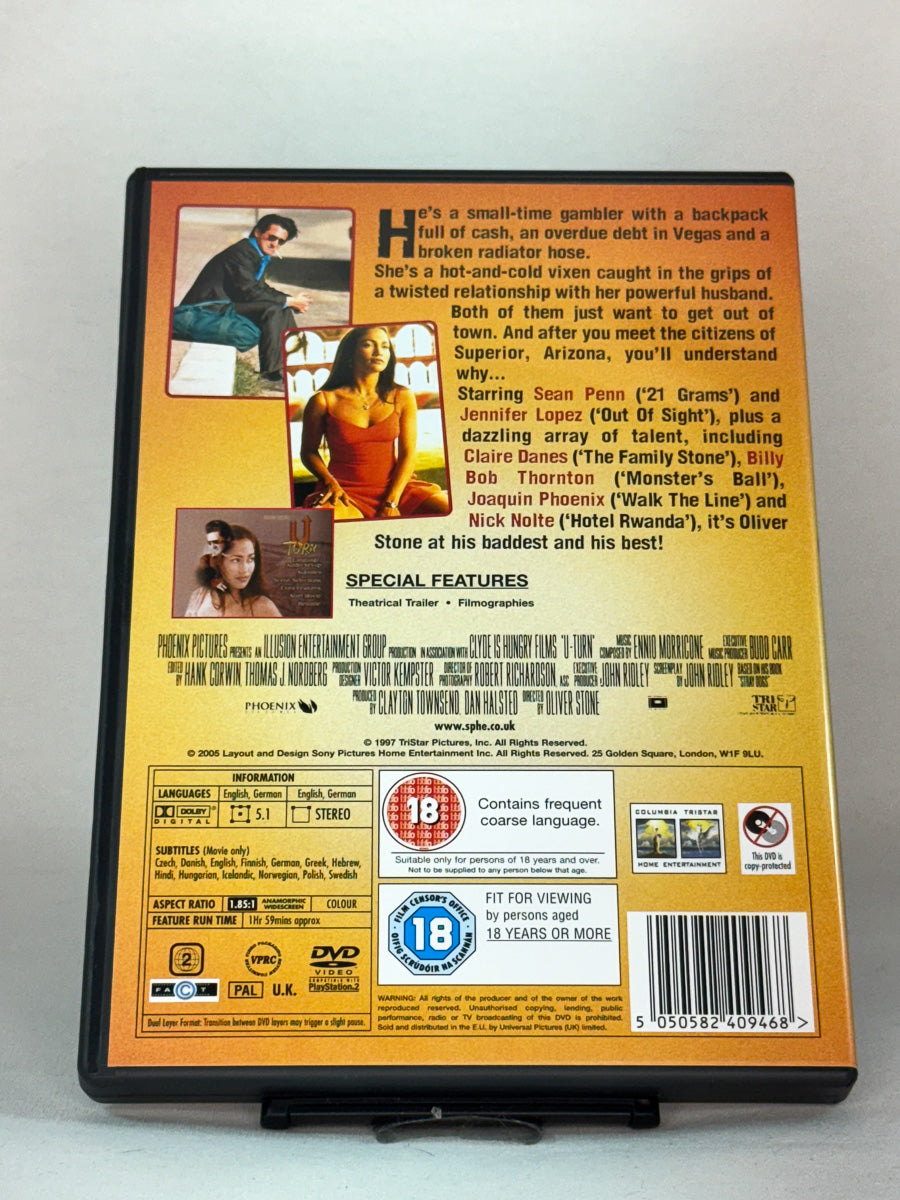 He's a small-time gambler with a backpack
full of cash, an overdue debt in Vegas and a
broken radiator hose.
She's a hot-and-cold vixen caught in the grips of
a twisted relationship with her powerful husband.
Both of them just want to get out of
town. And after you meet the citizens of
Superior, Arizona, you'll understand
why...
Starring Sean Penn ('21 Grams') and
Jennifer Lopez ('Out Of Sight'), plus a
dazzling array of talent, including
Claire Danes ('The Family Stone'), Billy
Bob Thornton ('Monster's Ball'),
Joaquin Phoenix ('Walk The Line') and
Nick Nolte ('Hotel Rwanda'), it's Oliver
Stone at his baddest and his best!
U
TURN
SPECIAL FEATURES
Theatrical Trailer • Filmographies
PHOENIX PICTURES PRESENTS AN ILLUSION ENTERTAINMENT GROUP PRODUCTION IN ASSOCIATION WITH CLYDE IS HUNGRY FILMS "U-TURN" MUSIC COMPOSED BY ENNIO MORRICONE EXECUTIVE MUSIC PRODUCER BUDD CARR
EDITED BY HANK CORWIN THOMAS J. NORDBERG PRODUCTION DESIGNER VICTOR KEMPSTER DIRECTOR OF PHOTOGRAPHY ROBERT RICHARDSON, ASC EXECUTIVE PRODUCER JOHN RIDLEY SCREENPLAY BY JOHN RIDLEY BASED ON HIS BOOK "STRAY DOGS"
PRODUCED BY CLAYTON TOWNSEND, DAN HALSTED DIRECTED BY OLIVER STONE
PHOENIX
PICTURES
TRI
STAR
www.sphe.co.uk
© 1997 TriStar Pictures, Inc. All Rights Reserved.
© 2005 Layout and Design Sony Pictures Home Entertainment Inc. All Rights Reserved. 25 Golden Square, London, W1F 9LU.
INFORMATION
LANGUAGES English, German English, German
DOLBY
DIGITAL 5.1 STEREO
SUBTITLES (Movie only)
Czech, Danish, English, Finnish, German, Greek, Hebrew,
Hindi, Hungarian, Icelandic, Norwegian, Polish, Swedish
ASPECT RATIO 1.85:1 ANAMORPHIC WIDESCREEN COLOUR
FEATURE RUN TIME 1Hr 59mins approx
2
VPRC
DVD
VIDEO
COMPATIBLE WITH
PlayStation.2
FACT
PAL U.K.
Dual Layer Format: Transition between DVD layers may trigger a slight pause.
18
Contains frequent
coarse language.
Suitable only for persons of 18 years and over.
Not to be supplied to any person below that age.
FILM CENSOR'S OFFICE
18
OIFIG SCRÚDÓIR NA SCANNÁN
FIT FOR VIEWING
by persons aged
18 YEARS OR MORE
WARNING: All rights of the producer and of the owner of the work
reproduced reserved. Unauthorised copying, lending, public
performance, radio or TV broadcasting of this DVD is prohibited.
Sold and distributed in the E.U. by Universal Pictures (UK) limited.
COLUMBIA TRISTAR
HOME ENTERTAINMENT
This DVD is
copy-protected
5 050582 409468 >